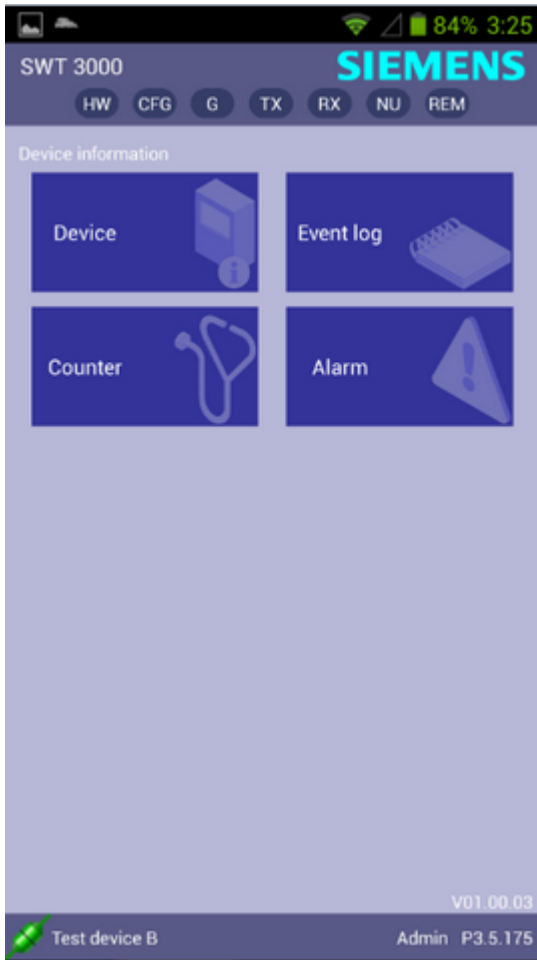 84% 3:25
SWT 3000 SIEMENS
HW CFG G TX RX NU REM
Device information
Device Event log
Counter Alarm
V01.00.03
Test device B Admin P3.5.175